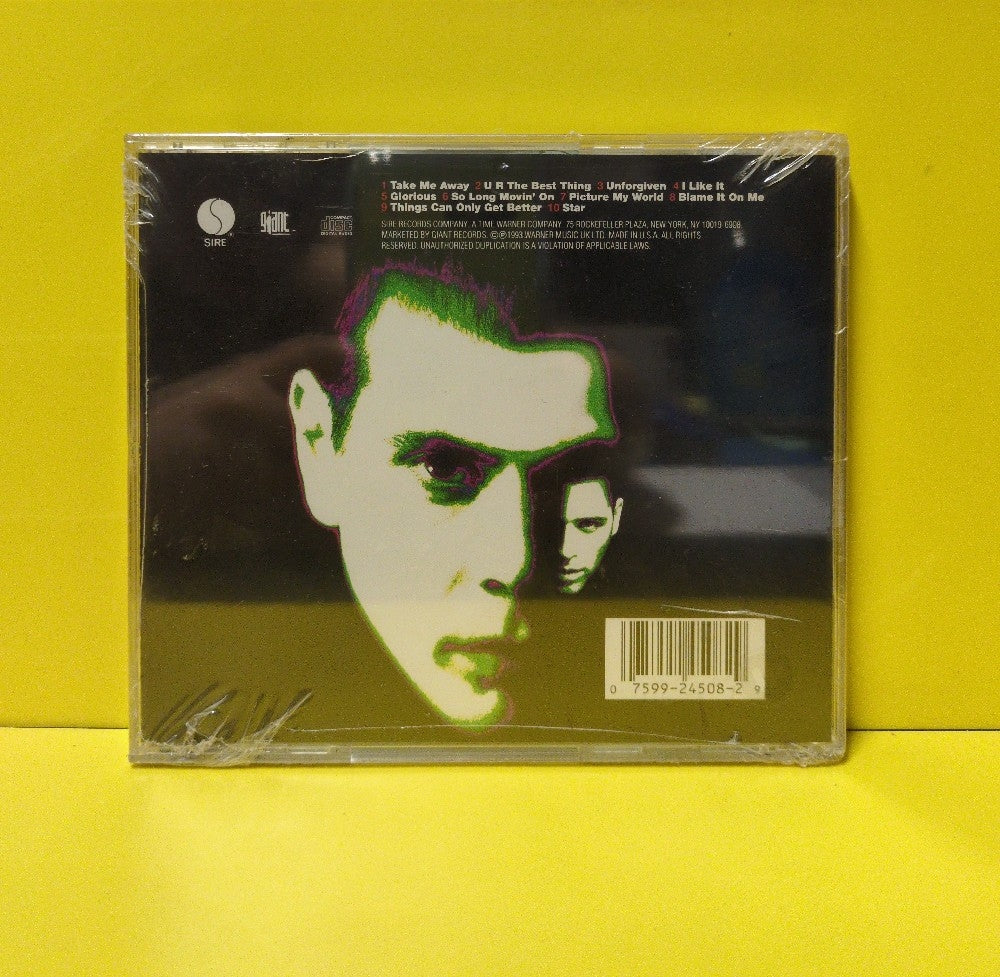 1 Take Me Away 2 U R The Best Thing 3 Unforgiven 4 I Like It
5 Glorious 6 So Long Movin' On 7 Picture My World 8 Blame It On Me
9 Things Can Only Get Better 10 Star
SIRE RECORDS COMPANY. A TIME WARNER COMPANY. 75 ROCKEFELLER PLAZA, NEW YORK, NY 10019-6908.
MARKETED BY GIANT RECORDS. ©℗1993 WARNER MUSIC UK LTD. MADE IN U.S.A. ALL RIGHTS
RESERVED. UNAUTHORIZED DUPLICATION IS A VIOLATION OF APPLICABLE LAWS.
S
SIRE
giant
COMPACT
disc
DIGITAL AUDIO
0 7599-24508-2 9